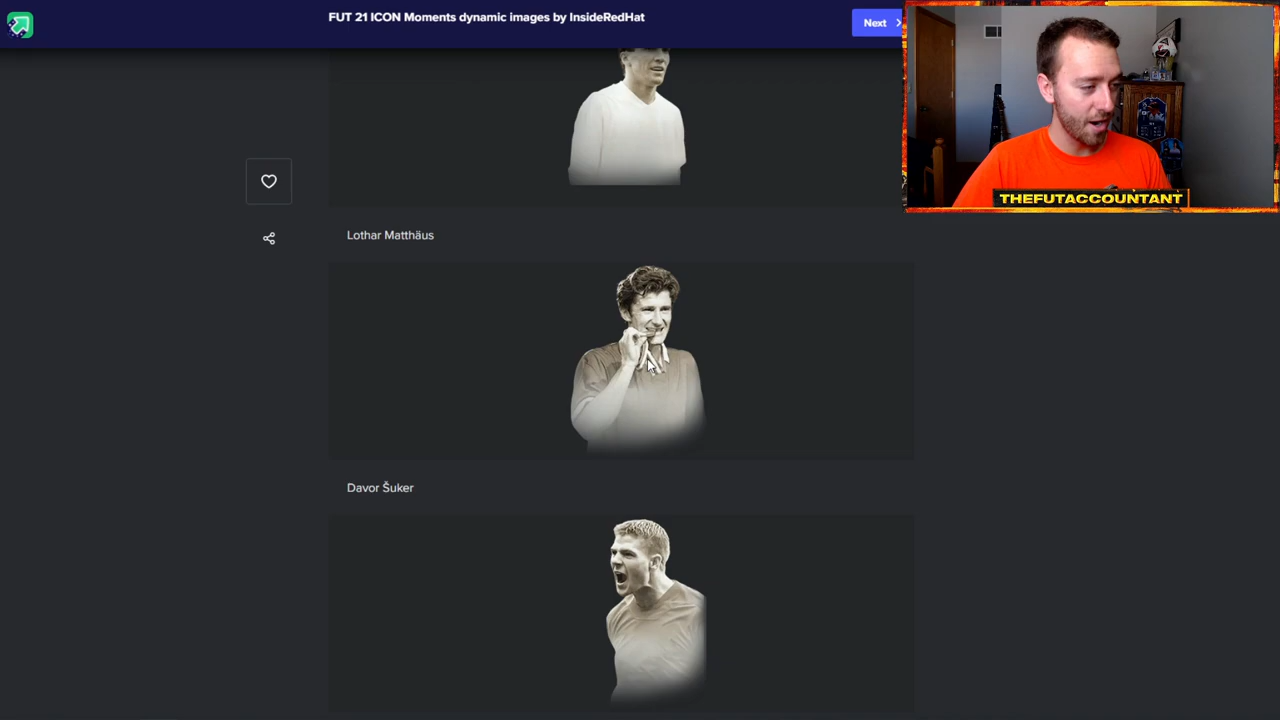 FUT 21 ICON Moments dynamic images by InsideRedHat
Next
THEFUTACCOUNTANT
Lothar Matthäus
Davor Šuker